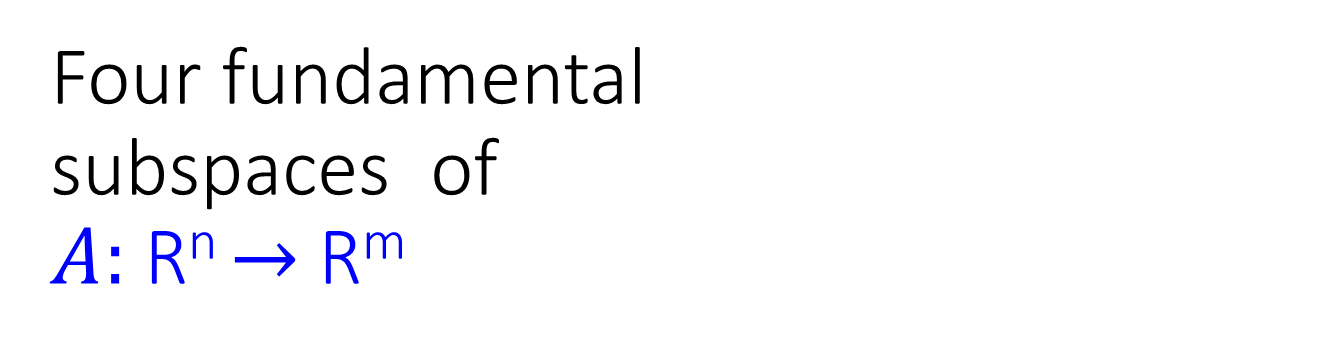 Four fundamental
subspaces  of
A: Rⁿ → Rᵐ